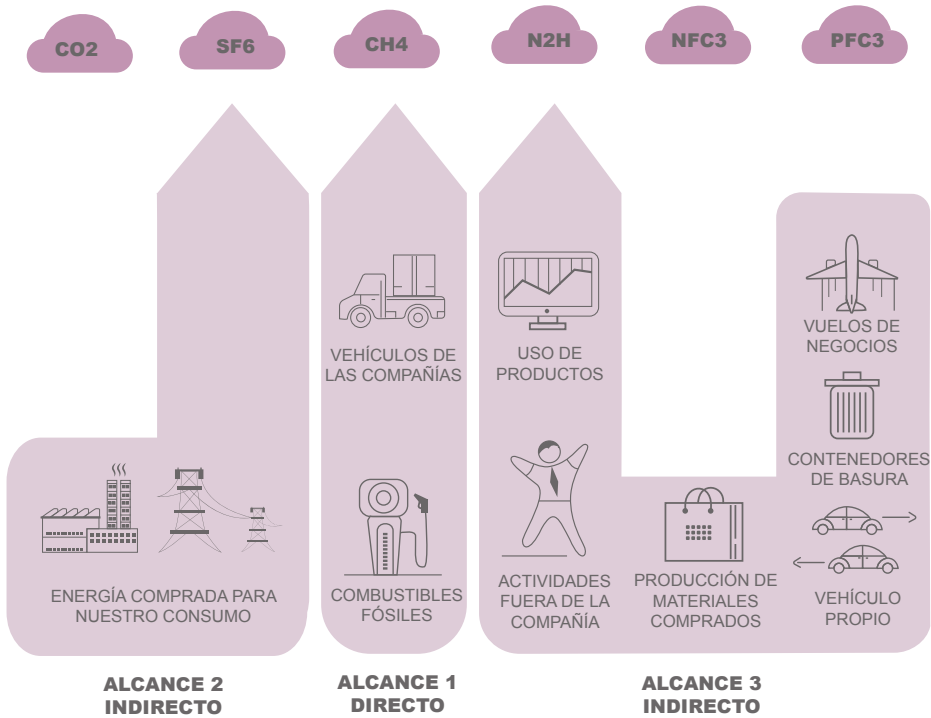 CO2
SF6
CH4
N2H
NFC3
PFC3
ENERGÍA COMPRADA PARA
NUESTRO CONSUMO
ALCANCE 2
INDIRECTO
VEHÍCULOS DE
LAS COMPAÑÍAS
COMBUSTIBLES
FÓSILES
ALCANCE 1
DIRECTO
USO DE
PRODUCTOS
ACTIVIDADES
FUERA DE LA
COMPAÑÍA
PRODUCCIÓN DE
MATERIALES
COMPRADOS
VUELOS DE
NEGOCIOS
CONTENEDORES
DE BASURA
VEHÍCULO
PROPIO
ALCANCE 3
INDIRECTO